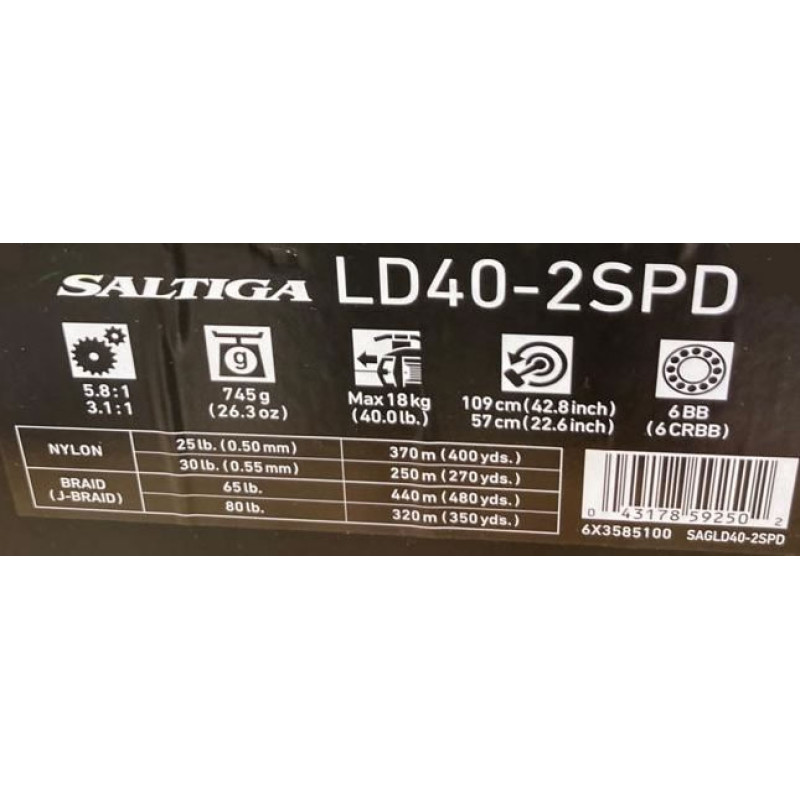 SALTIGA LD40-2SPD
g
5.8:1
3.1:1
745g
(26.3oz)
Max 18kg
(40.0lb.)
109cm(42.8inch)
57cm(22.6inch)
6BB
(6CRBB)
NYLON
25lb. (0.50mm) 370m (400yds.)
30lb. (0.55mm) 250m (270yds.)
BRAID
(J-BRAID)
65lb. 440m (480yds.)
80lb. 320m (350yds.)
0 43178 59250 2
6X3585100 SAGLD40-2SPD